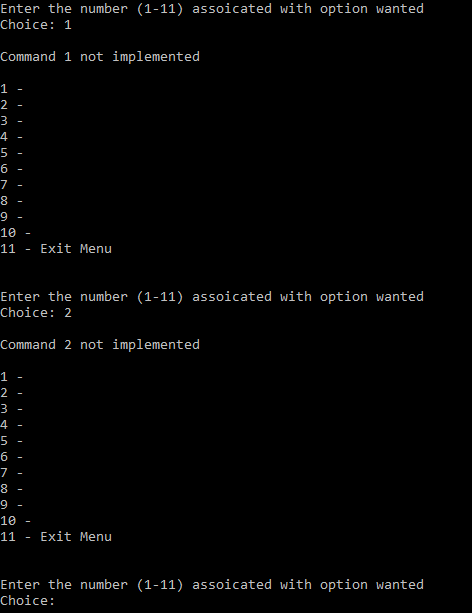 Enter the number (1-11) assoicated with option wanted
Choice: 1
Command 1 not implemented
1 -
2 -
3 -
4 -
5 -
6 -
7 -
8 -
9 -
10 -
11 - Exit Menu
Enter the number (1-11) assoicated with option wanted
Choice: 2
Command 2 not implemented
1 -
2 -
3 -
4 -
5 -
6 -
7 -
8 -
9 -
10 -
11 - Exit Menu
Enter the number (1-11) assoicated with option wanted
Choice: